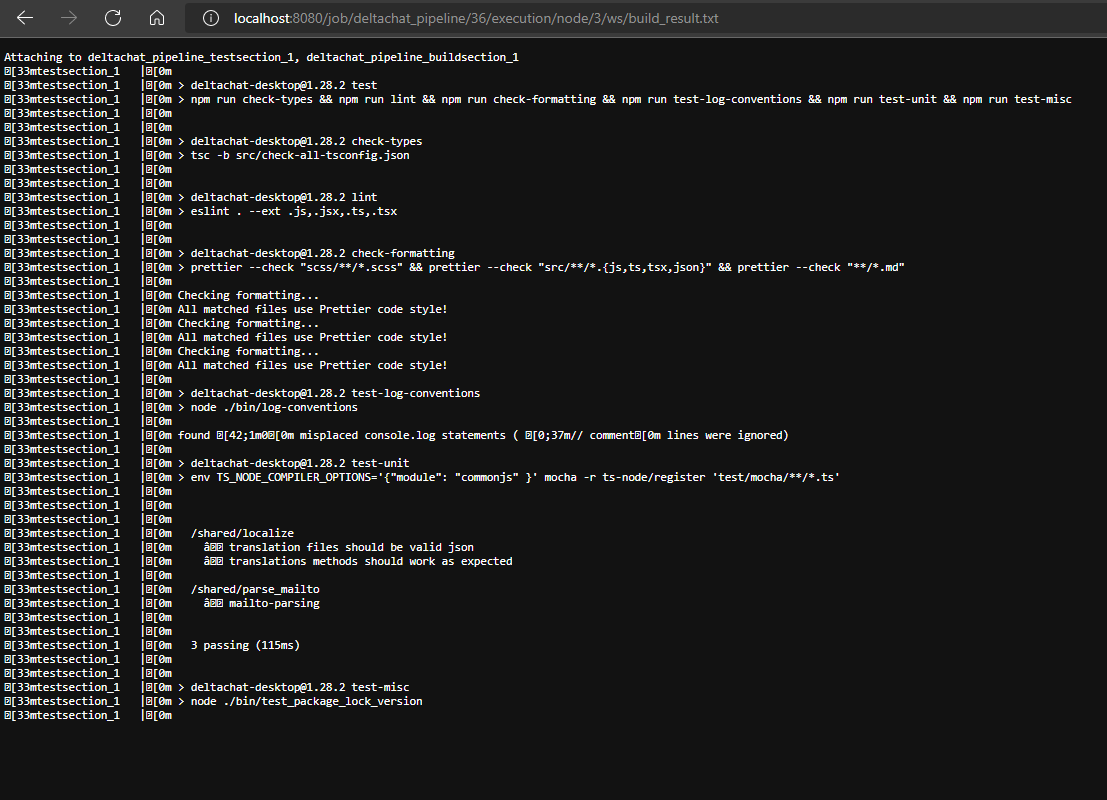 localhost:8080/job/deltachat_pipeline/36/execution/node/3/ws/build_result.txt
Attaching to deltachat_pipeline_testsection_1, deltachat_pipeline_buildsection_1
[33mtestsection_1   |[0m
[33mtestsection_1   |[0m > deltachat-desktop@1.28.2 test
[33mtestsection_1   |[0m > npm run check-types && npm run lint && npm run check-formatting && npm run test-log-conventions && npm run test-unit && npm run test-misc
[33mtestsection_1   |[0m
[33mtestsection_1   |[0m
[33mtestsection_1   |[0m > deltachat-desktop@1.28.2 check-types
[33mtestsection_1   |[0m > tsc -b src/check-all-tsconfig.json
[33mtestsection_1   |[0m
[33mtestsection_1   |[0m
[33mtestsection_1   |[0m > deltachat-desktop@1.28.2 lint
[33mtestsection_1   |[0m > eslint . --ext .js,.jsx,.ts,.tsx
[33mtestsection_1   |[0m
[33mtestsection_1   |[0m
[33mtestsection_1   |[0m > deltachat-desktop@1.28.2 check-formatting
[33mtestsection_1   |[0m > prettier --check "scss/**/*.scss" && prettier --check "src/**/*.{js,ts,tsx,json}" && prettier --check "**/*.md"
[33mtestsection_1   |[0m
[33mtestsection_1   |[0m Checking formatting...
[33mtestsection_1   |[0m All matched files use Prettier code style!
[33mtestsection_1   |[0m Checking formatting...
[33mtestsection_1   |[0m All matched files use Prettier code style!
[33mtestsection_1   |[0m Checking formatting...
[33mtestsection_1   |[0m All matched files use Prettier code style!
[33mtestsection_1   |[0m
[33mtestsection_1   |[0m > deltachat-desktop@1.28.2 test-log-conventions
[33mtestsection_1   |[0m > node ./bin/log-conventions
[33mtestsection_1   |[0m
[33mtestsection_1   |[0m found [42;1m0[0m misplaced console.log statements ( [0;37m// comment[0m lines were ignored)
[33mtestsection_1   |[0m
[33mtestsection_1   |[0m > deltachat-desktop@1.28.2 test-unit
[33mtestsection_1   |[0m > env TS_NODE_COMPILER_OPTIONS='{"module": "commonjs" }' mocha -r ts-node/register 'test/mocha/**/*.ts'
[33mtestsection_1   |[0m
[33mtestsection_1   |[0m
[33mtestsection_1   |[0m
[33mtestsection_1   |[0m   /shared/localize
[33mtestsection_1   |[0m     â translation files should be valid json
[33mtestsection_1   |[0m     â translations methods should work as expected
[33mtestsection_1   |[0m
[33mtestsection_1   |[0m   /shared/parse_mailto
[33mtestsection_1   |[0m     â mailto-parsing
[33mtestsection_1   |[0m
[33mtestsection_1   |[0m
[33mtestsection_1   |[0m   3 passing (115ms)
[33mtestsection_1   |[0m
[33mtestsection_1   |[0m
[33mtestsection_1   |[0m > deltachat-desktop@1.28.2 test-misc
[33mtestsection_1   |[0m > node ./bin/test_package_lock_version
[33mtestsection_1   |[0m